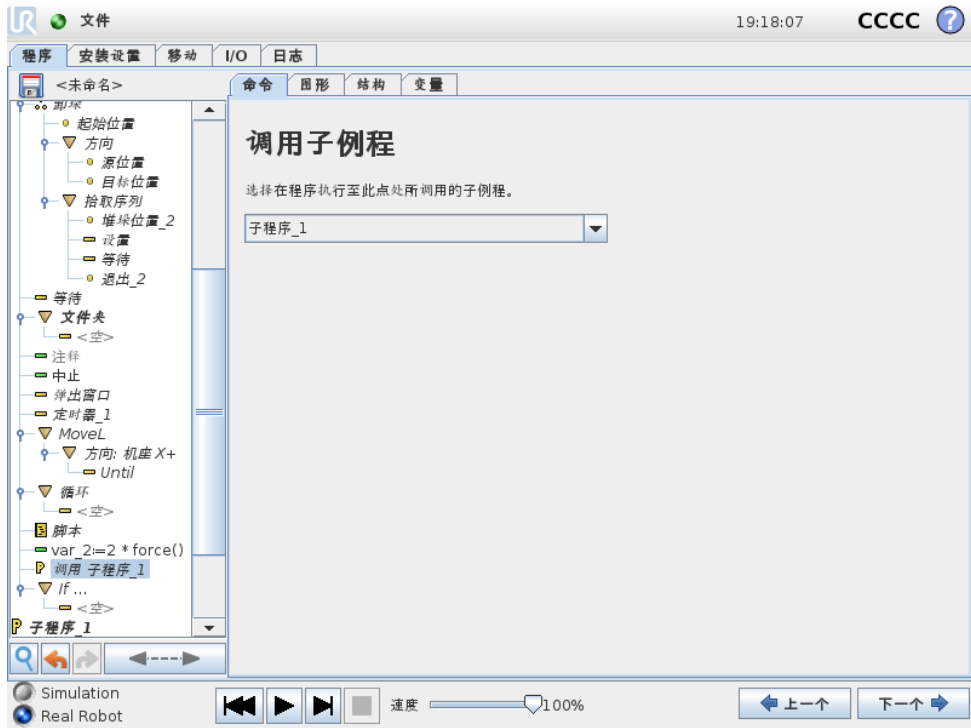 UR 文件 19:18:07 CCCC ?
程序 安装设置 移动 I/O 日志
<未命名> 命令 图形 结构 变量
卸垛
起始位置
方向
源位置
目标位置
拾取序列
堆垛位置_2
设置
等待
退出_2
等待
文件夹
<空>
注释
中止
弹出窗口
定时器_1
MoveL
方向: 机座 X+
Until
循环
<空>
脚本
var_2:=2 * force()
调用 子程序_1
If ...
<空>
子程序_1
调用子例程
选择在程序执行至此点处所调用的子例程。
子程序_1
Simulation
Real Robot
速度 100% 上一个 下一个